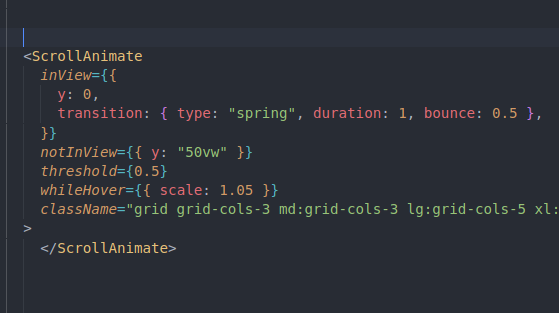 <ScrollAnimate
inView={{
y: 0,
transition: { type: "spring", duration: 1, bounce: 0.5 },
}}
notInView={{ y: "50vw" }}
threshold={0.5}
whileHover={{ scale: 1.05 }}
className="grid grid-cols-3 md:grid-cols-3 lg:grid-cols-5 xl:
>
</ScrollAnimate>